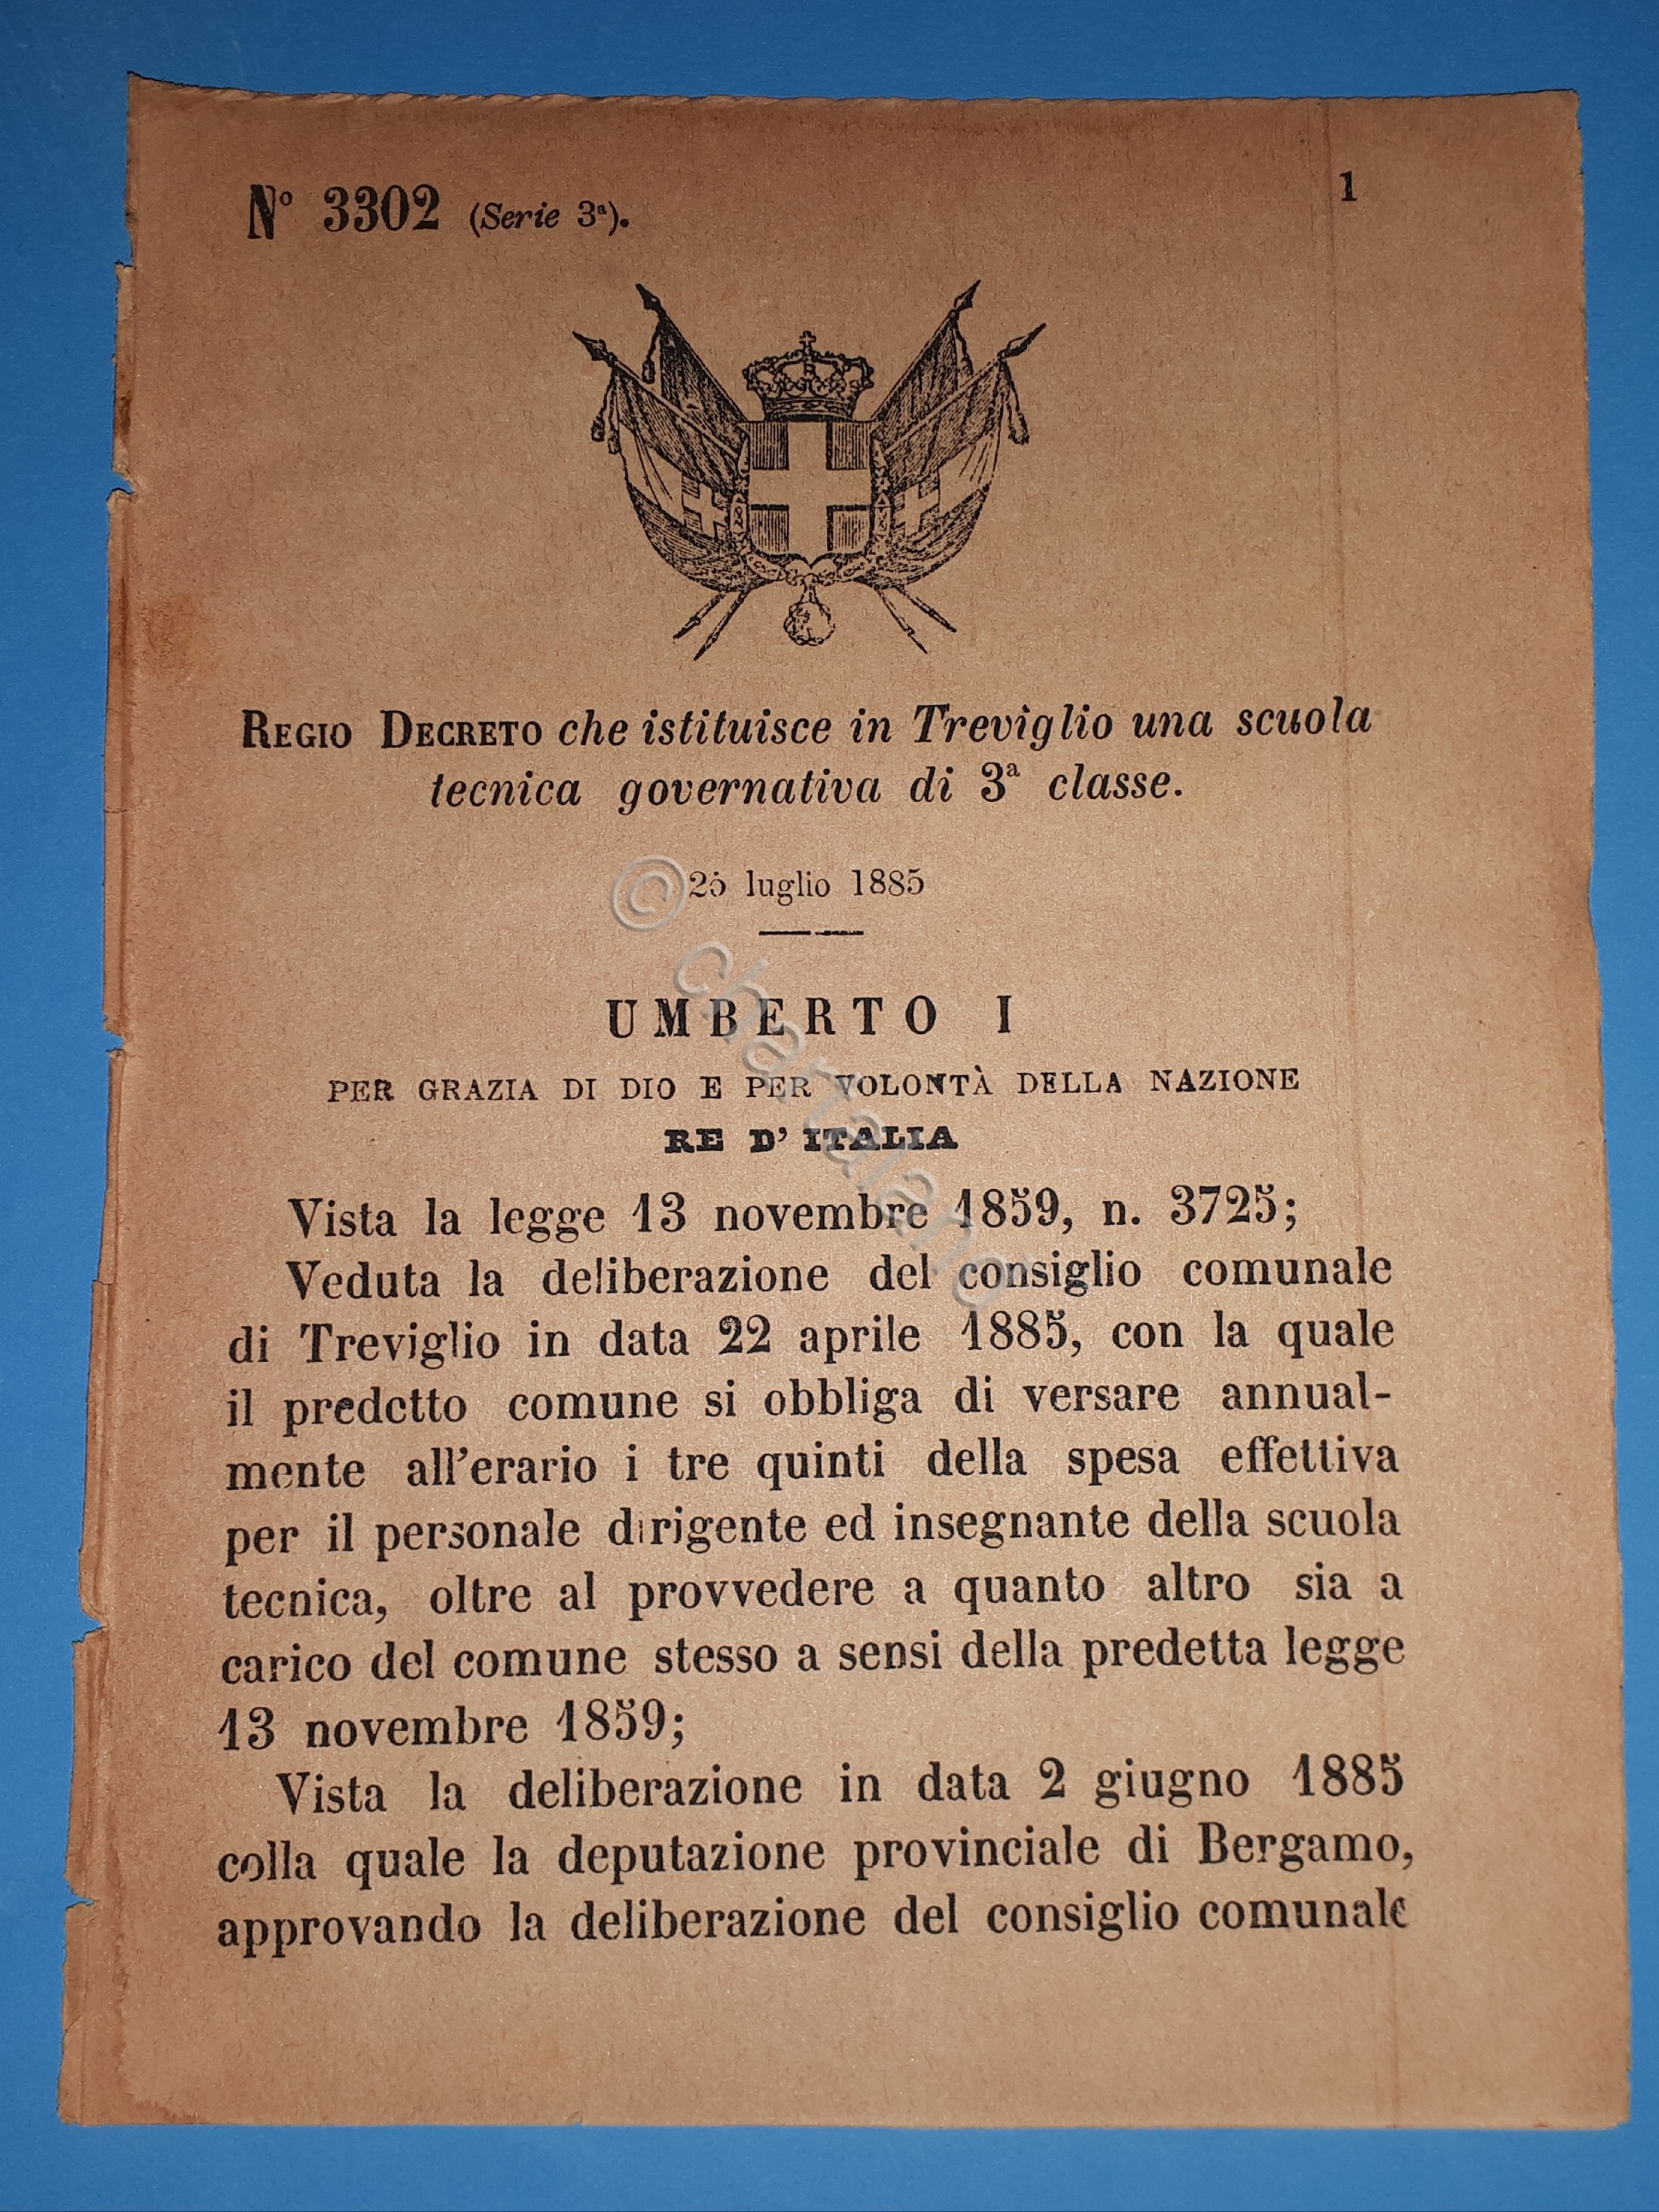 N° 3302 (Serie 3ª).
1
REGIO DECRETO che istituisce in Treviglio una scuola
tecnica governativa di 3ª classe.
© chartaland
luglio 1885
UMBERTO I
PER GRAZIA DI DIO E PER VOLONTÀ DELLA NAZIONE
RE D' ITALIA
Vista la legge 13 novembre 1859, n. 3725;
Veduta la deliberazione del consiglio comunale
di Treviglio in data 22 aprile 1885, con la quale
il predetto comune si obbliga di versare annual-
mente all'erario i tre quinti della spesa effettiva
per il personale dirigente ed insegnante della scuola
tecnica, oltre al provvedere a quanto altro sia a
carico del comune stesso a sensi della predetta legge
13 novembre 1859;
Vista la deliberazione in data 2 giugno 1885
colla quale la deputazione provinciale di Bergamo,
approvando la deliberazione del consiglio comunale